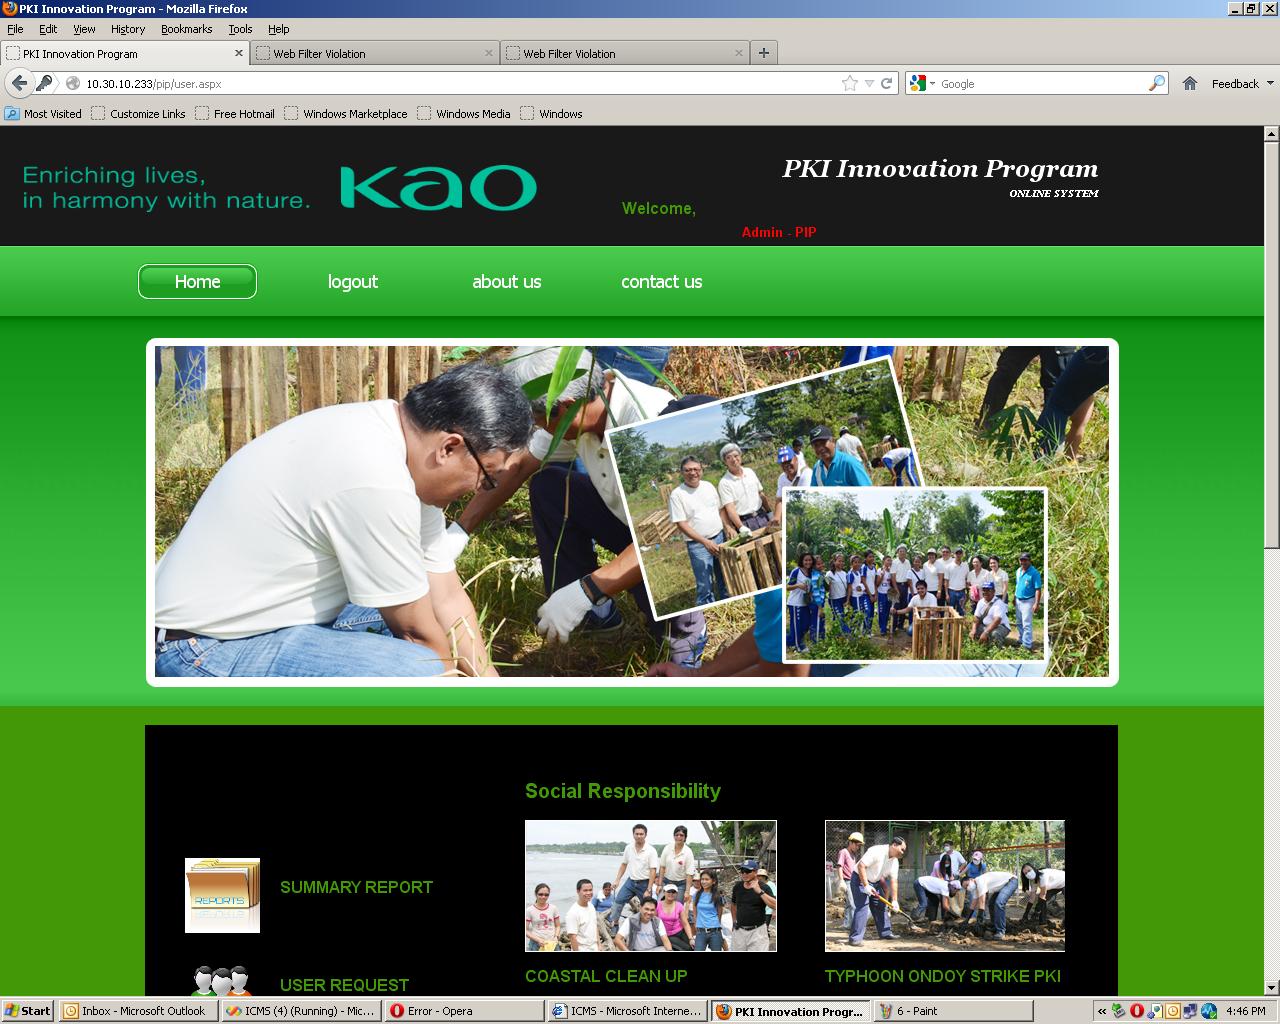 PKI Innovation Program - Mozilla Firefox
File Edit View History Bookmarks Tools Help
PKI Innovation Program
Web Filter Violation
Web Filter Violation
10.30.10.233/pip/user.aspx
Google
Feedback
Most Visited Customize Links Free Hotmail Windows Marketplace Windows Media Windows
Enriching lives,
in harmony with nature.
Kao
PKI Innovation Program
ONLINE SYSTEM
Welcome,
Admin - PIP
Home logout about us contact us
Social Responsibility
REPORTS
SUMMARY REPORT
COASTAL CLEAN UP
TYPHOON ONDOY STRIKE PKI
USER REQUEST
Start Inbox - Microsoft Outlook ICMS (4) (Running) - Mic... Error - Opera ICMS - Microsoft Interne... PKI Innovation Progr... 6 - Paint 4:46 PM